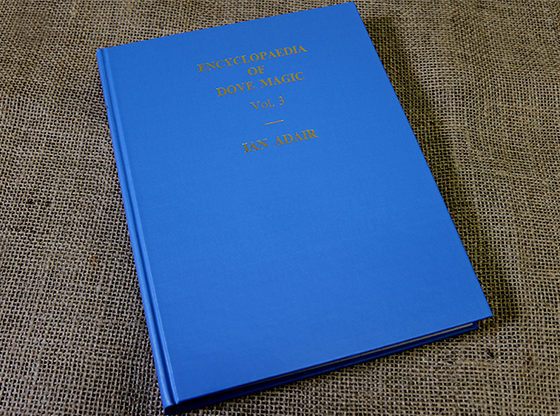 ENCYCLOPAEDIA
OF
DOVE MAGIC
Vol. 3
IAN ADAIR